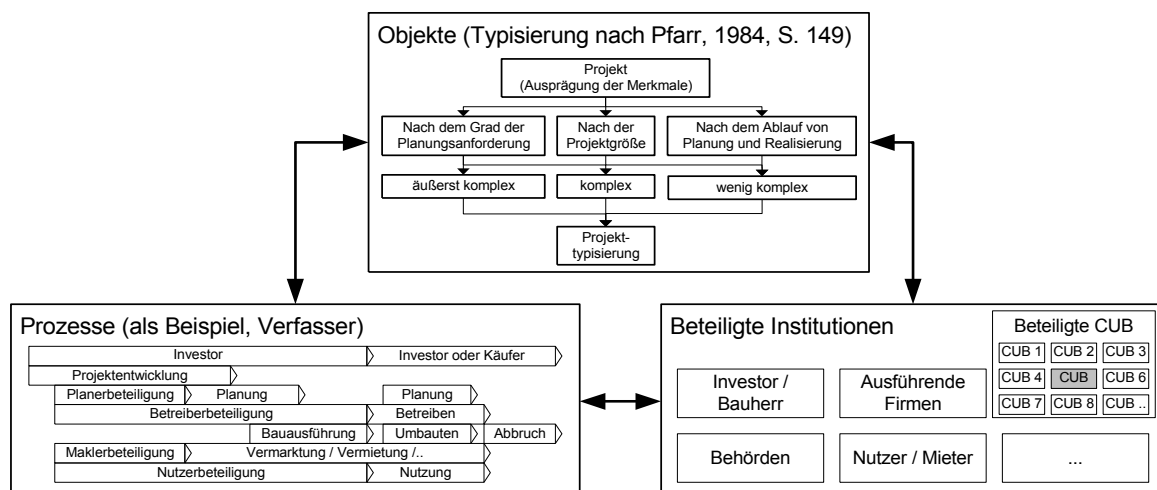 Objekte (Typisierung nach Pfarr, 1984, S. 149)
Projekt
(Ausprägung der Merkmale)
Nach dem Grad der
Planungsanforderung
Nach der
Projektgröße
Nach dem Ablauf von
Planung und Realisierung
äußerst komplex
komplex
wenig komplex
Projekt-
typisierung
Prozesse (als Beispiel, Verfasser)
Investor
Investor oder Käufer
Projektentwicklung
Planerbeteiligung
Planung
Planung
Betreiberbeteiligung
Betreiben
Bauausführung
Umbauten
Abbruch
Maklerbeteiligung
Vermarktung / Vermietung /..
Nutzerbeteiligung
Nutzung
Beteiligte Institutionen
Beteiligte CUB
CUB 1
CUB 2
CUB 3
CUB 4
CUB
CUB 6
CUB 7
CUB 8
CUB ..
Investor /
Bauherr
Ausführende
Firmen
Behörden
Nutzer / Mieter
...